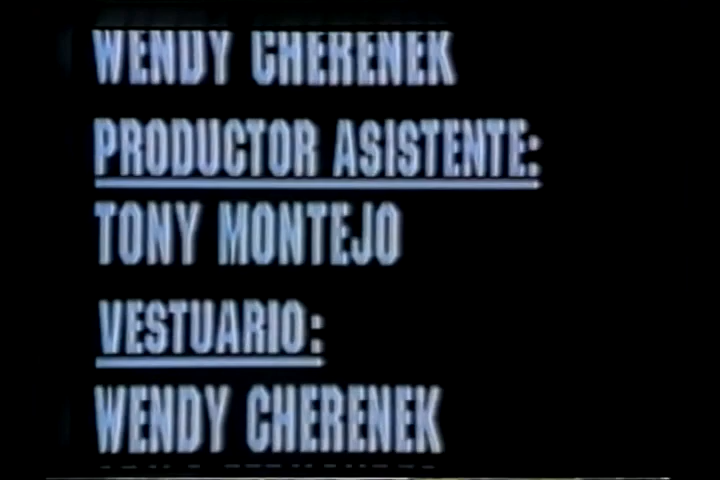 WENDY CHERENEK
PRODUCTOR ASISTENTE:
TONY MONTEJO
VESTUARIO:
WENDY CHERENEK